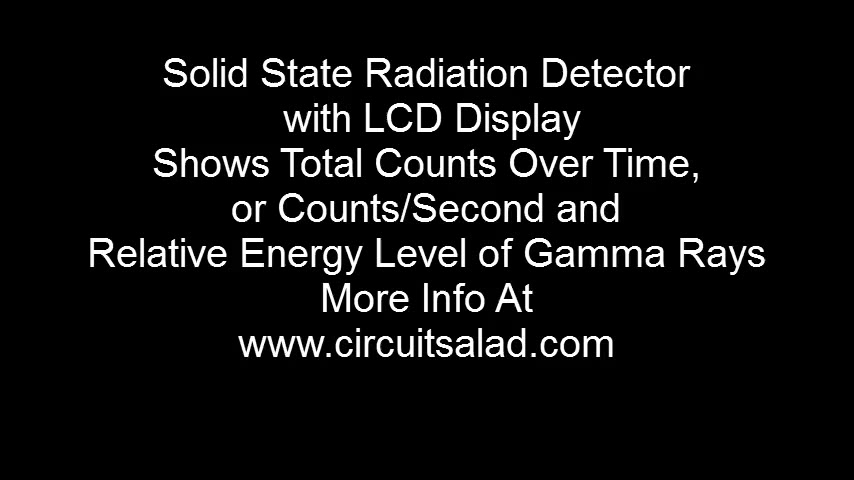 Solid State Radiation Detector
with LCD Display
Shows Total Counts Over Time,
or Counts/Second and
Relative Energy Level of Gamma Rays
More Info At
www.circuitsalad.com